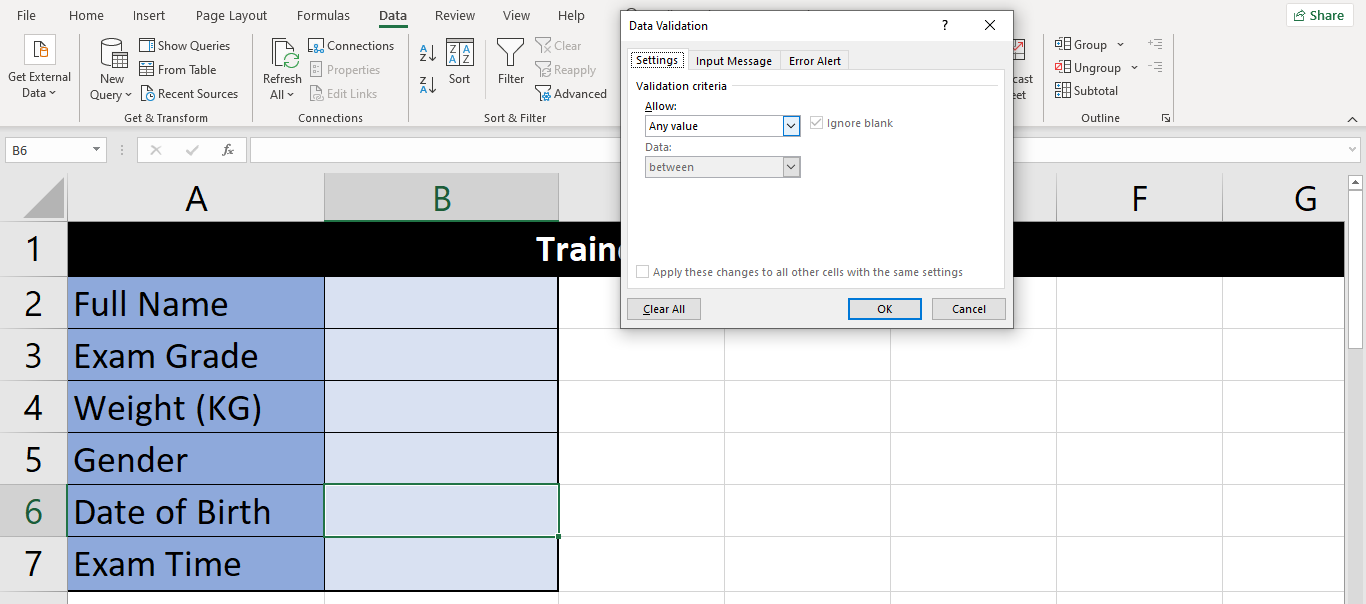 File Home Insert Page Layout Formulas Data Review View Help Share
Data Validation ?
Get External Data
New Query
Show Queries
From Table
Recent Sources
Get & Transform
Refresh All
Connections
Properties
Edit Links
Connections
Sort
Filter
Clear
Reapply
Advanced
Sort & Filter
Group
Ungroup
Subtotal
Outline
Settings Input Message Error Alert
Validation criteria
Allow:
Any value Ignore blank
Data:
between
Apply these changes to all other cells with the same settings
Clear All OK Cancel
B6 fx
A B F G
1
2 Full Name
3 Exam Grade
4 Weight (KG)
5 Gender
6 Date of Birth
7 Exam Time